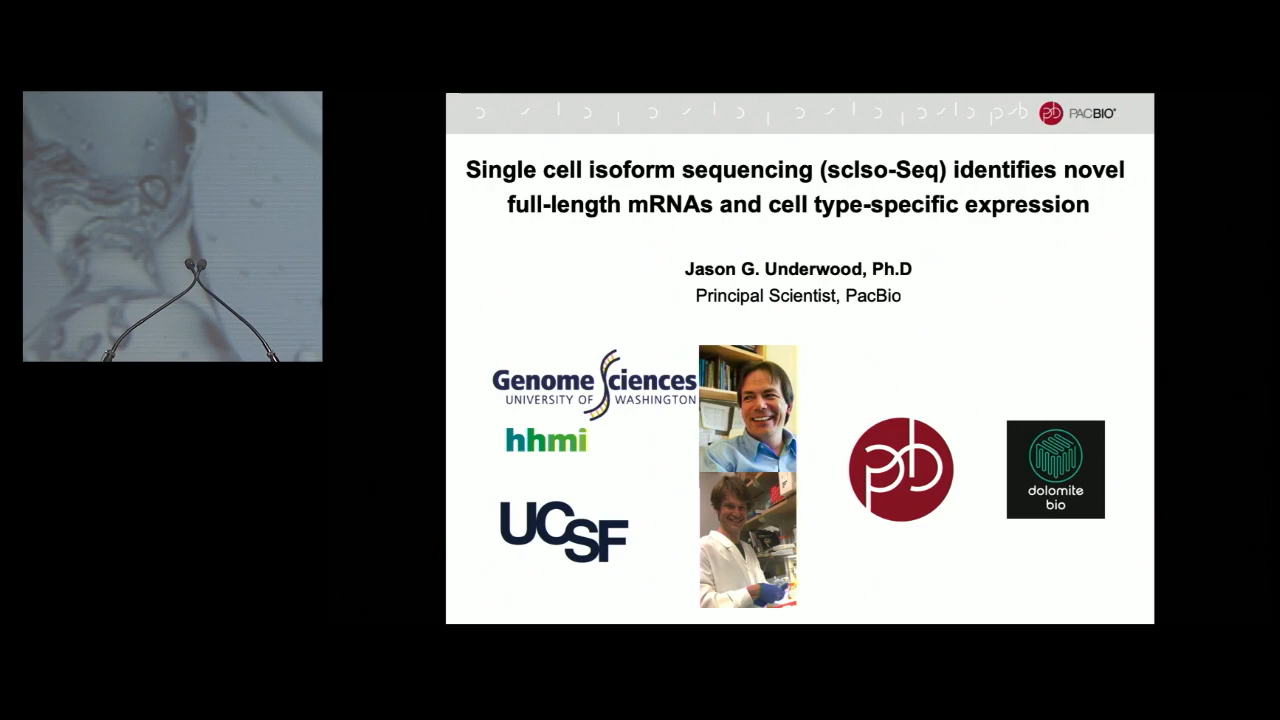 PACBIO®
Single cell isoform sequencing (scIso-Seq) identifies novel
full-length mRNAs and cell type-specific expression
Jason G. Underwood, Ph.D
Principal Scientist, PacBio
Genome Sciences
UNIVERSITY OF WASHINGTON
hhmi
UCSF
pb
dolomite
bio